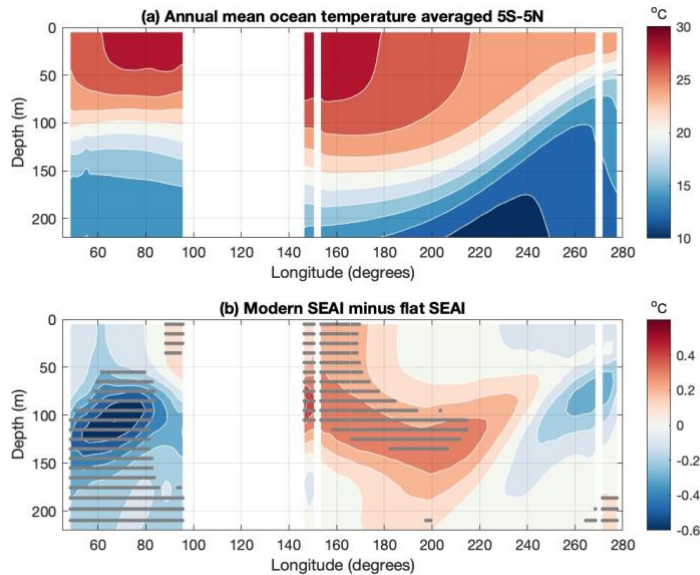 (a) Annual mean ocean temperature averaged 5S-5N
°C
0
50
100
150
200
Depth (m)
60 80 100 120 140 160 180 200 220 240 260 280
Longitude (degrees)
30
25
20
15
10
(b) Modern SEAI minus flat SEAI
°C
0
50
100
150
200
Depth (m)
60 80 100 120 140 160 180 200 220 240 260 280
Longitude (degrees)
0.4
0.2
0
-0.2
-0.4
-0.6